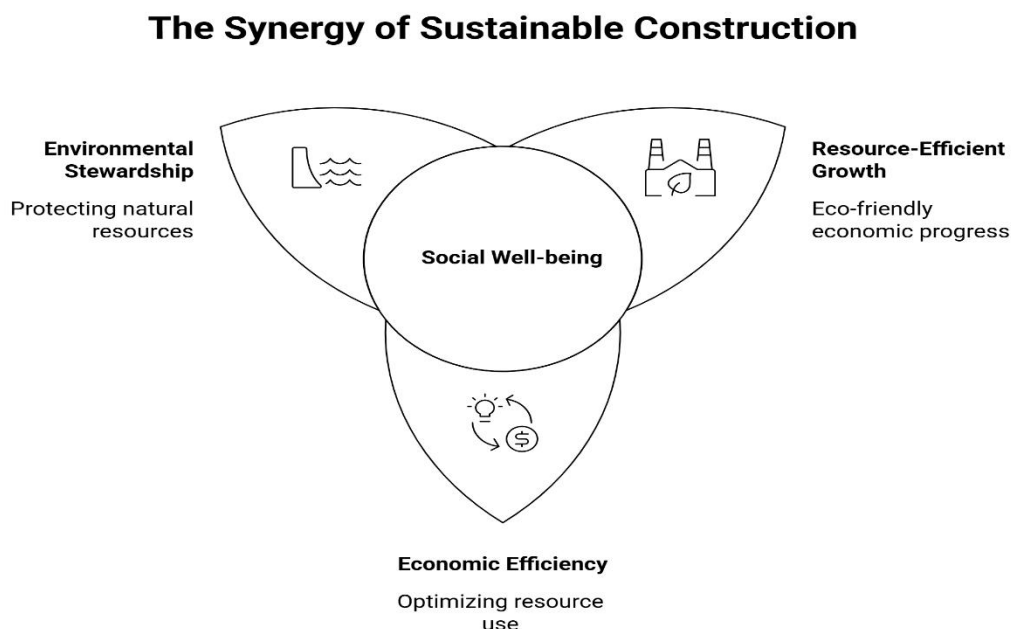 The Synergy of Sustainable Construction
Environmental
Stewardship
Protecting natural
resources
Resource-Efficient
Growth
Eco-friendly
economic progress
Social Well-being
$
Economic Efficiency
Optimizing resource
use